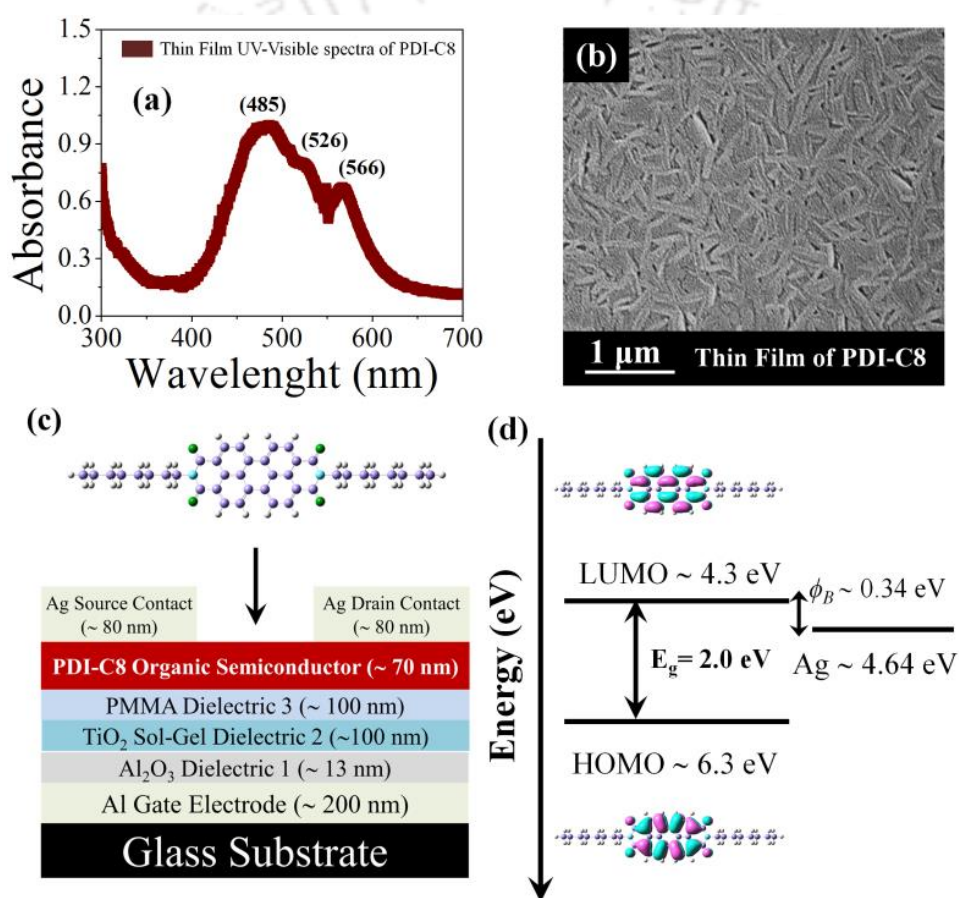 1.5
1.2
0.9
0.6
0.3
0.0
Absorbance
Thin Film UV-Visible spectra of PDI-C8
(a)
(485)
(526)
(566)
300 400 500 600 700
Wavelenght (nm)
(b)
1 μm Thin Film of PDI-C8
(c)
Ag Source Contact
(~ 80 nm)
Ag Drain Contact
(~ 80 nm)
PDI-C8 Organic Semiconductor (~ 70 nm)
PMMA Dielectric 3 (~ 100 nm)
TiO₂ Sol-Gel Dielectric 2 (~100 nm)
Al₂O₃ Dielectric 1 (~ 13 nm)
Al Gate Electrode (~ 200 nm)
Glass Substrate
(d)
Energy (eV)
LUMO ~ 4.3 eV
ϕB ~ 0.34 eV
Eg= 2.0 eV
Ag ~ 4.64 eV
HOMO ~ 6.3 eV